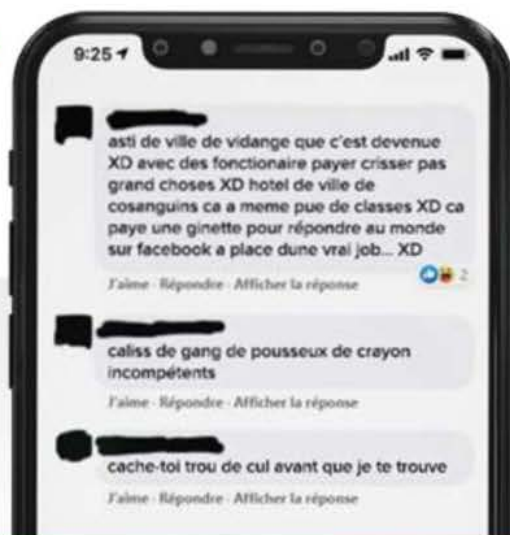 9:25
asti de ville de vidange que c'est devenue
XD avec des fonctionaire payer crisser pas
grand choses XD hotel de ville de
cosanguins ca a meme pue de classes XD ca
paye une ginette pour répondre au monde
sur facebook a place dune vrai job... XD
2
J'aime · Répondre · Afficher la réponse
caliss de gang de pousseux de crayon
incompétents
J'aime · Répondre · Afficher la réponse
cache-toi trou de cul avant que je te trouve
J'aime · Répondre · Afficher la réponse